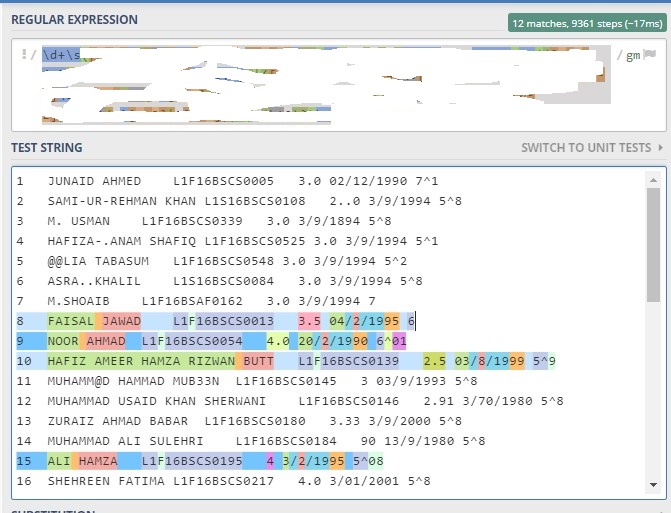 REGULAR EXPRESSION
12 matches, 9361 steps (~17ms)
/ \d+\s / gm
TEST STRING
SWITCH TO UNIT TESTS
1 JUNAID AHMED L1F16BSCS0005 3.0 02/12/1990 7^1
2 SAMI-UR-REHMAN KHAN L1S16BSCS0108 2..0 3/9/1994 5^8
3 M. USMAN L1F16BSCS0339 3.0 3/9/1894 5^8
4 HAFIZA-.ANAM SHAFIQ L1F16BSCS0525 3.0 3/9/1994 5^1
5 @@LIA TABASUM L1F16BSCS0548 3.0 3/9/1994 5^2
6 ASRA..KHALIL L1S16BSCS0084 3.0 3/9/1994 5^8
7 M.SHOAIB L1F16BSAF0162 3.0 3/9/1994 7
8 FAISAL JAWAD L1F16BSCS0013 3.5 04/2/1995 6
9 NOOR AHMAD L1F16BSCS0054 4.0 20/2/1990 6^01
10 HAFIZ AMEER HAMZA RIZWAN BUTT L1F16BSCS0139 2.5 03/8/1999 5^9
11 MUHAMM@D HAMMAD MUB33N L1F16BSCS0145 3 03/9/1993 5^8
12 MUHAMMAD USAID KHAN SHERWANI L1F16BSCS0146 2.91 3/70/1980 5^8
13 ZURAIZ AHMAD BABAR L1F16BSCS0180 3.33 3/9/2000 5^8
14 MUHAMMAD ALI SULEHRI L1F16BSCS0184 90 13/9/1980 5^8
15 ALI HAMZA L1F16BSCS0195 4 3/2/1995 5^08
16 SHEHREEN FATIMA L1F16BSCS0217 4.0 3/01/2001 5^8